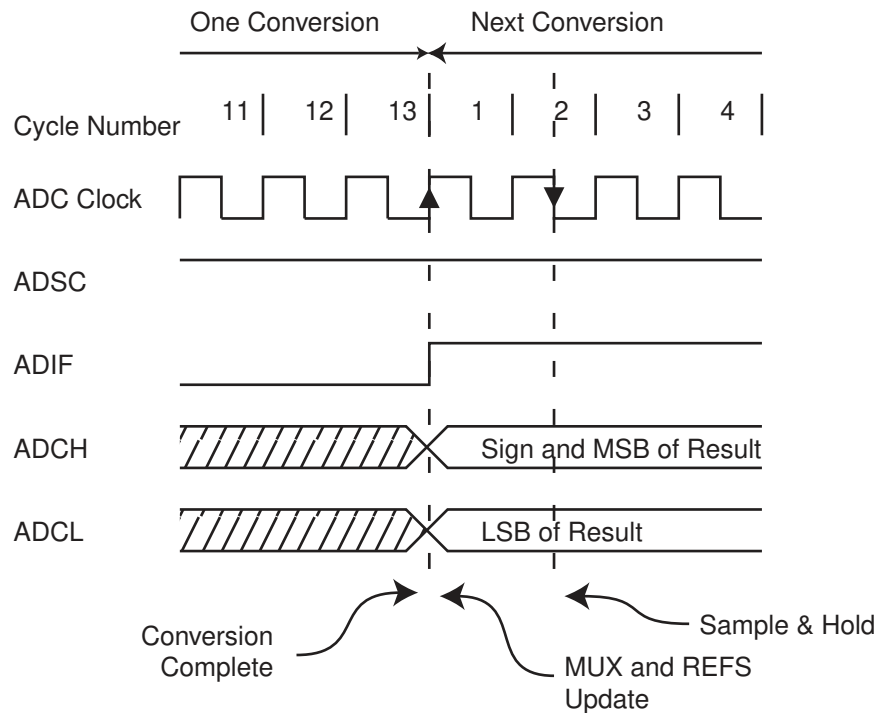 One Conversion Next Conversion
Cycle Number 11 12 13 1 2 3 4
ADC Clock
ADSC
ADIF
ADCH Sign and MSB of Result
ADCL LSB of Result
Sample & Hold
Conversion
Complete
MUX and REFS
Update